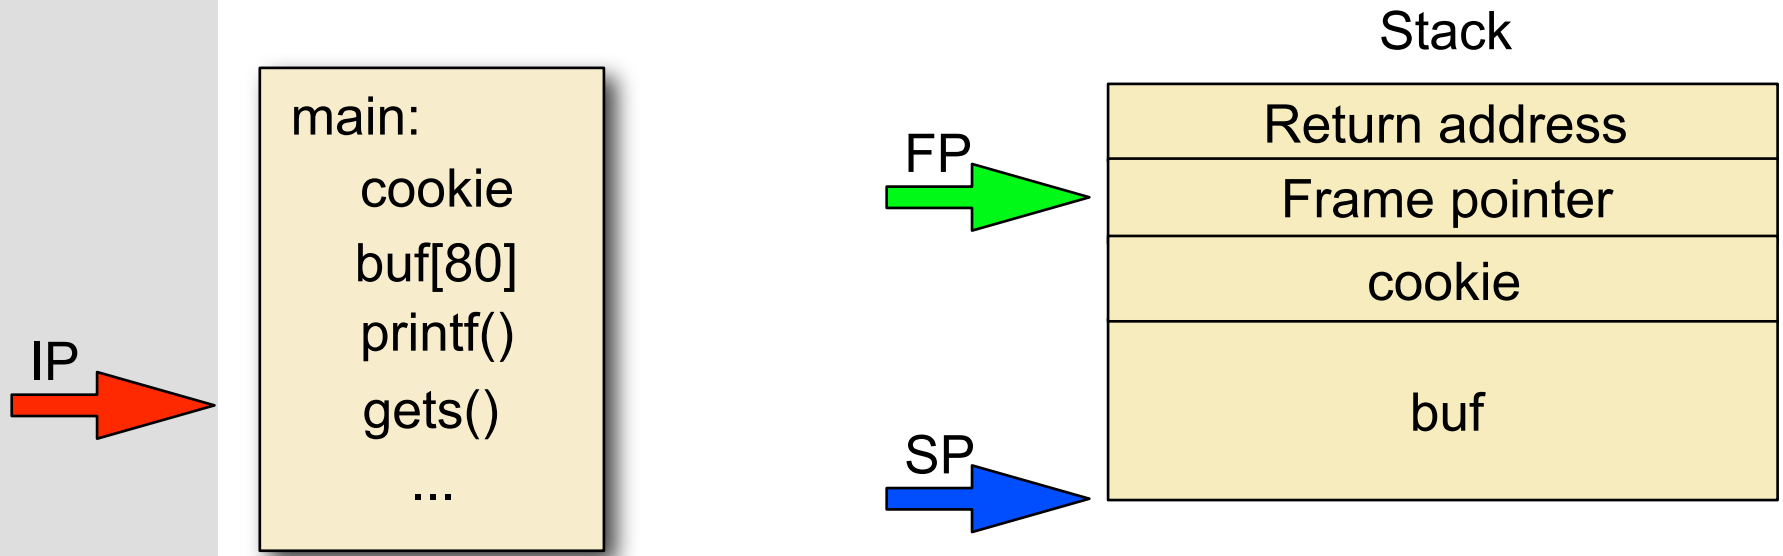 IP
main:
cookie
buf[80]
printf()
gets()
...
FP
SP
Stack
Return address
Frame pointer
cookie
buf